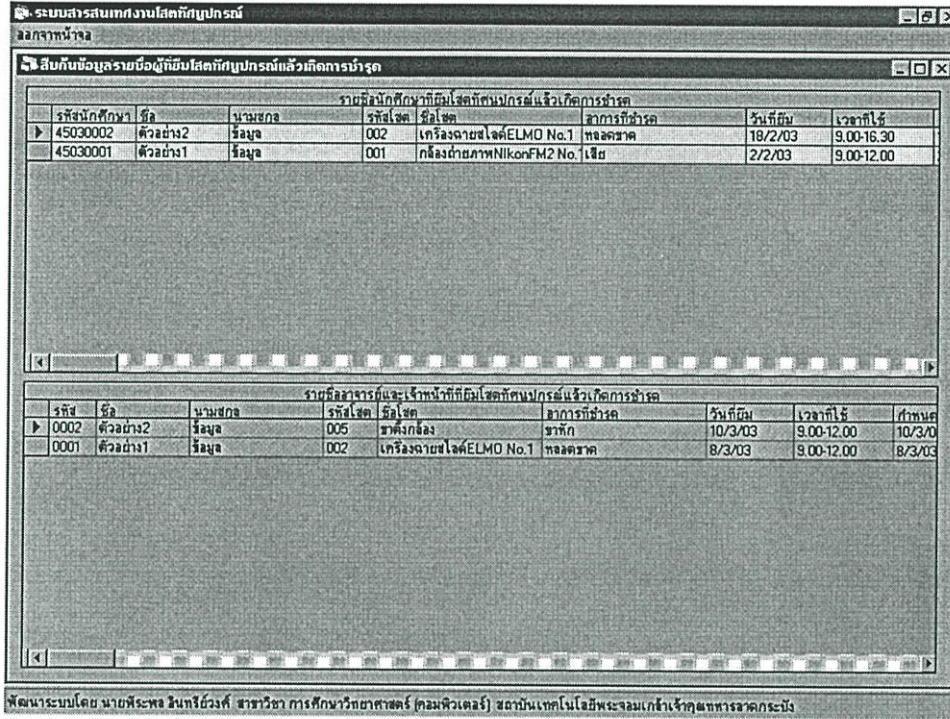 ระบบสารสนเทศงานโสตทัศนูปกรณ์
ออกจากหน้าจอ
สืบค้นข้อมูลรายชื่อผู้ที่ยืมโสตทัศนูปกรณ์แล้วเกิดการชำรุด
รายชื่อนักศึกษาที่ยืมโสตทัศนูปกรณ์แล้วเกิดการชำรุด
รหัสนักศึกษา ชื่อ นามสกุล รหัสโสต ชื่อโสต อาการที่ชำรุด วันที่ยืม เวลาที่ใช้
45030002 ตัวอย่าง2 ข้อมูล 002 เครื่องฉายสไลด์ELMO No.1 หลอดขาด 18/2/03 9.00-16.30
45030001 ตัวอย่าง1 ข้อมูล 001 กล้องถ่ายภาพNIkonFM2 No.1 เสีย 2/2/03 9.00-12.00
รายชื่ออาจารย์และเจ้าหน้าที่ที่ยืมโสตทัศนูปกรณ์แล้วเกิดการชำรุด
รหัส ชื่อ นามสกุล รหัสโสต ชื่อโสต อาการที่ชำรุด วันที่ยืม เวลาที่ใช้ กำหนด
0002 ตัวอย่าง2 ข้อมูล 005 ขาตั้งกล้อง ขาหัก 10/3/03 9.00-12.00 10/3/0
0001 ตัวอย่าง1 ข้อมูล 002 เครื่องฉายสไลด์ELMO No.1 หลอดขาด 8/3/03 9.00-12.00 8/3/03
พัฒนาระบบโดย นายพีระพล อินทรีย์วงศ์ สาขาวิชา การศึกษาวิทยาศาสตร์ (คอมพิวเตอร์) สถาบันเทคโนโลยีพระจอมเกล้าเจ้าคุณทหารลาดกระบัง